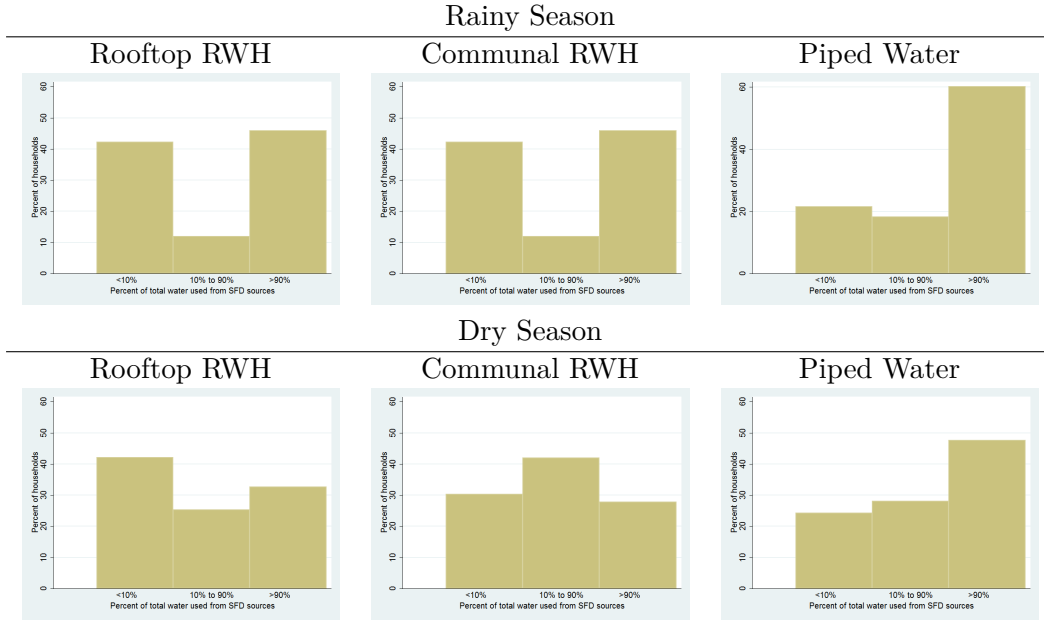 Rainy Season
Rooftop RWH Communal RWH Piped Water
Percent of households
60
50
40
30
20
10
0
<10% 10% to 90% >90%
Percent of total water used from SFD sources
Percent of households
60
50
40
30
20
10
0
<10% 10% to 90% >90%
Percent of total water used from SFD sources
Percent of households
60
40
20
0
<10% 10% to 90% >90%
Percent of total water used from SFD sources
Dry Season
Rooftop RWH Communal RWH Piped Water
Percent of households
60
50
40
30
20
10
0
<10% 10% to 90% >90%
Percent of total water used from SFD sources
Percent of households
60
50
40
30
20
10
0
<10% 10% to 90% >90%
Percent of total water used from SFD sources
Percent of households
60
50
40
30
20
10
0
<10% 10% to 90% >90%
Percent of total water used from SFD sources